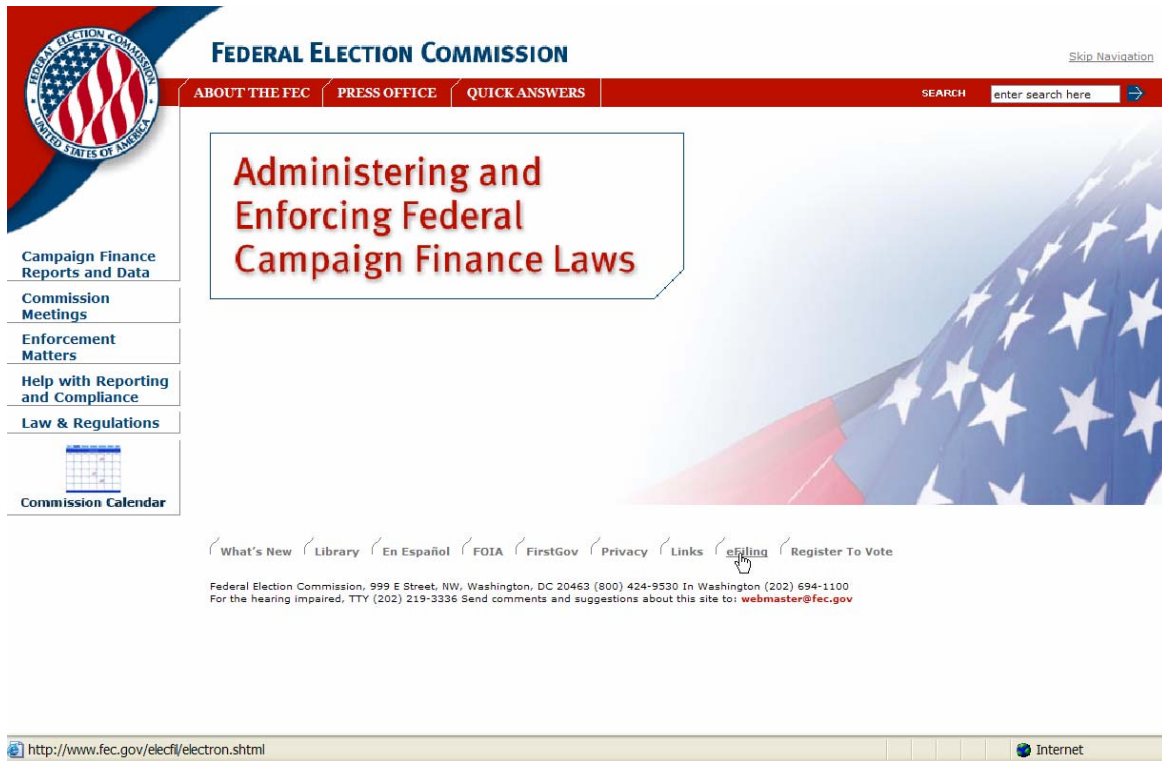 FEDERAL ELECTION COMMISSION
UNITED STATES OF AMERICA
FEDERAL ELECTION COMMISSION
Skip Navigation
ABOUT THE FEC PRESS OFFICE QUICK ANSWERS SEARCH enter search here
Administering and
Enforcing Federal
Campaign Finance Laws
Campaign Finance
Reports and Data
Commission
Meetings
Enforcement
Matters
Help with Reporting
and Compliance
Law & Regulations
Commission Calendar
What's New Library En Español FOIA FirstGov Privacy Links eFiling Register To Vote
Federal Election Commission, 999 E Street, NW, Washington, DC 20463 (800) 424-9530 In Washington (202) 694-1100
For the hearing impaired, TTY (202) 219-3336 Send comments and suggestions about this site to: webmaster@fec.gov
http://www.fec.gov/elecfil/electron.shtml Internet